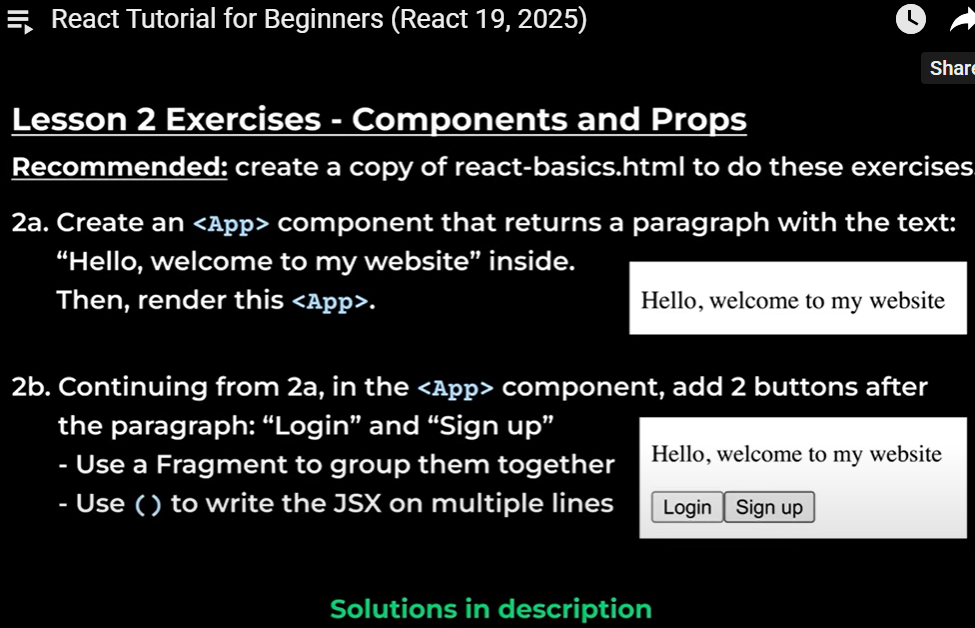 React Tutorial for Beginners (React 19, 2025)
Share
Lesson 2 Exercises - Components and Props
Recommended: create a copy of react-basics.html to do these exercises.
2a. Create an <App> component that returns a paragraph with the text:
“Hello, welcome to my website” inside.
Then, render this <App>.
Hello, welcome to my website
2b. Continuing from 2a, in the <App> component, add 2 buttons after
the paragraph: “Login” and “Sign up”
- Use a Fragment to group them together
- Use () to write the JSX on multiple lines
Hello, welcome to my website
Login Sign up
Solutions in description